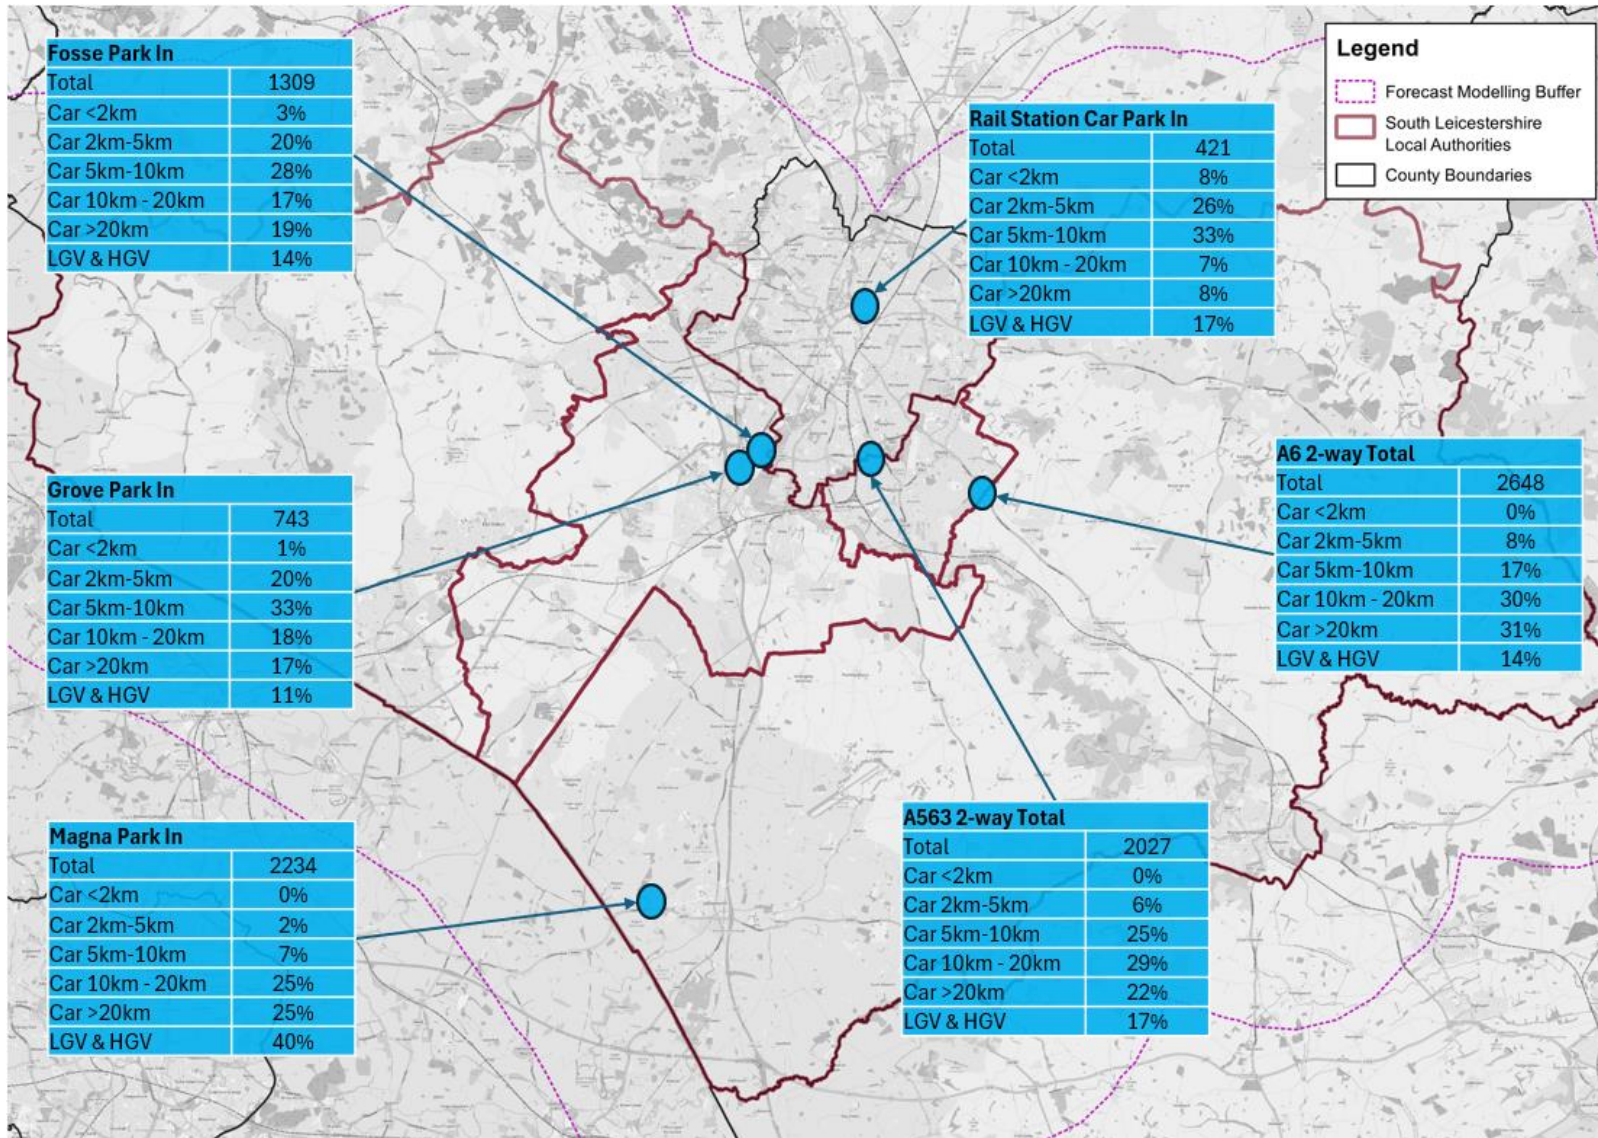 Fosse Park In
Total 1309
Car <2km 3%
Car 2km-5km 20%
Car 5km-10km 28%
Car 10km - 20km 17%
Car >20km 19%
LGV & HGV 14%
Rail Station Car Park In
Total 421
Car <2km 8%
Car 2km-5km 26%
Car 5km-10km 33%
Car 10km - 20km 7%
Car >20km 8%
LGV & HGV 17%
Legend
Forecast Modelling Buffer
South Leicestershire
Local Authorities
County Boundaries
Grove Park In
Total 743
Car <2km 1%
Car 2km-5km 20%
Car 5km-10km 33%
Car 10km - 20km 18%
Car >20km 17%
LGV & HGV 11%
A6 2-way Total
Total 2648
Car <2km 0%
Car 2km-5km 8%
Car 5km-10km 17%
Car 10km - 20km 30%
Car >20km 31%
LGV & HGV 14%
Magna Park In
Total 2234
Car <2km 0%
Car 2km-5km 2%
Car 5km-10km 7%
Car 10km - 20km 25%
Car >20km 25%
LGV & HGV 40%
A563 2-way Total
Total 2027
Car <2km 0%
Car 2km-5km 6%
Car 5km-10km 25%
Car 10km - 20km 29%
Car >20km 22%
LGV & HGV 17%